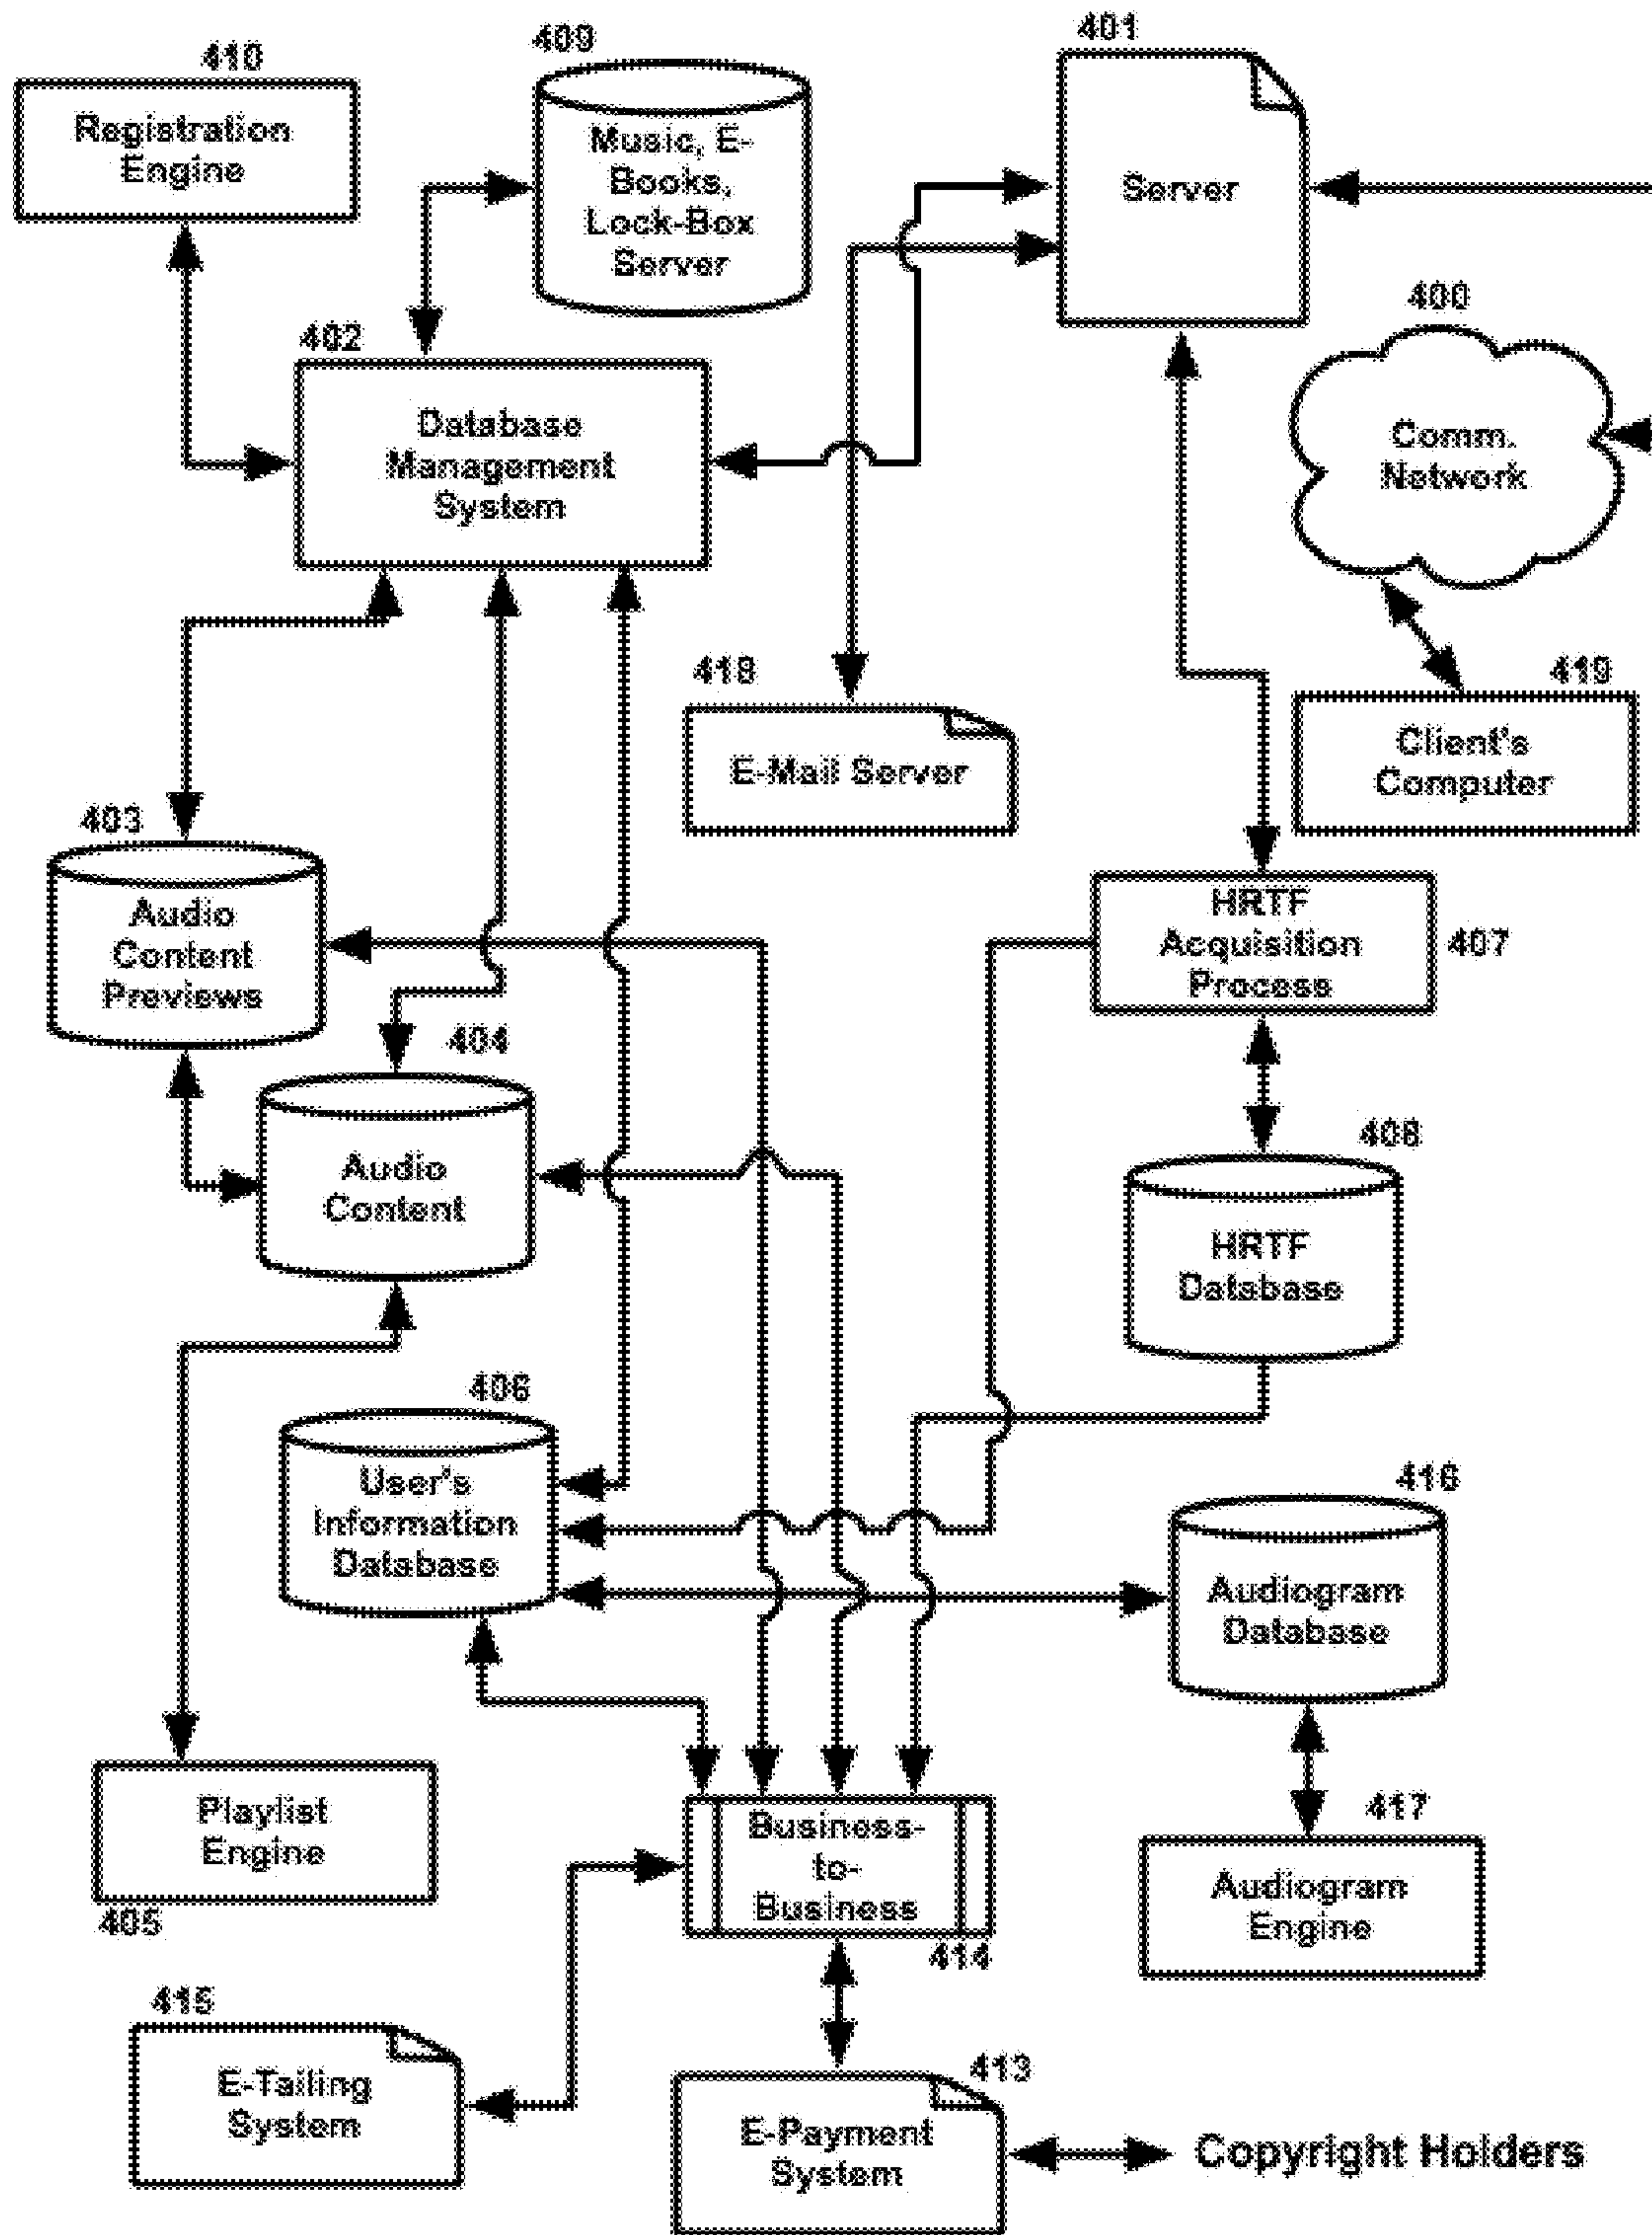 410
Registration
Engine
409
Music, E-
Books,
Lock-Box
Server
401
Server
400
Comm.
Network
402
Database
Management
System
418
E-Mail Server
419
Client's
Computer
403
Audio
Content
Previews
HRTF
Acquisition
Process
407
404
Audio
Content
408
HRTF
Database
406
User's
Information
Database
416
Audiogram
Database
Playlist
Engine
405
Business-
to-
Business
414
417
Audiogram
Engine
415
E-Tailing
System
413
E-Payment
System
Copyright Holders